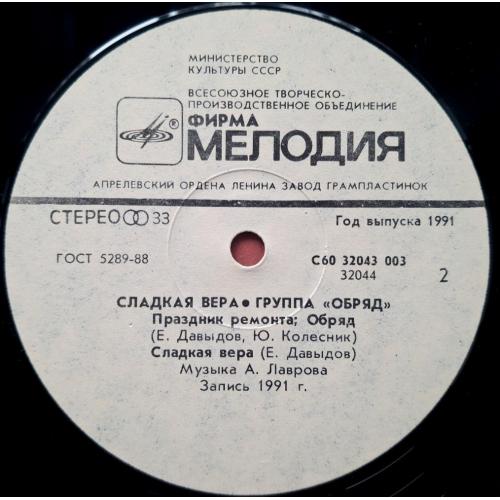 МИНИСТЕРСТВО
КУЛЬТУРЫ СССР
ВСЕСОЮЗНОЕ ТВОРЧЕСКО-
ПРОИЗВОДСТВЕННОЕ ОБЪЕДИНЕНИЕ
®
ФИРМА
МЕЛОДИЯ
АПРЕЛЕВСКИЙ ОРДЕНА ЛЕНИНА ЗАВОД ГРАМПЛАСТИНОК
СТЕРЕО 33
Год выпуска 1991
ГОСТ 5289-88
С60 32043 003
32044
2
СЛАДКАЯ ВЕРА● ГРУППА «ОБРЯД»
Праздник ремонта; Обряд
(Е. Давыдов, Ю. Колесник)
Сладкая вера (Е. Давыдов)
Музыка А. Лаврова
Запись 1991 г.